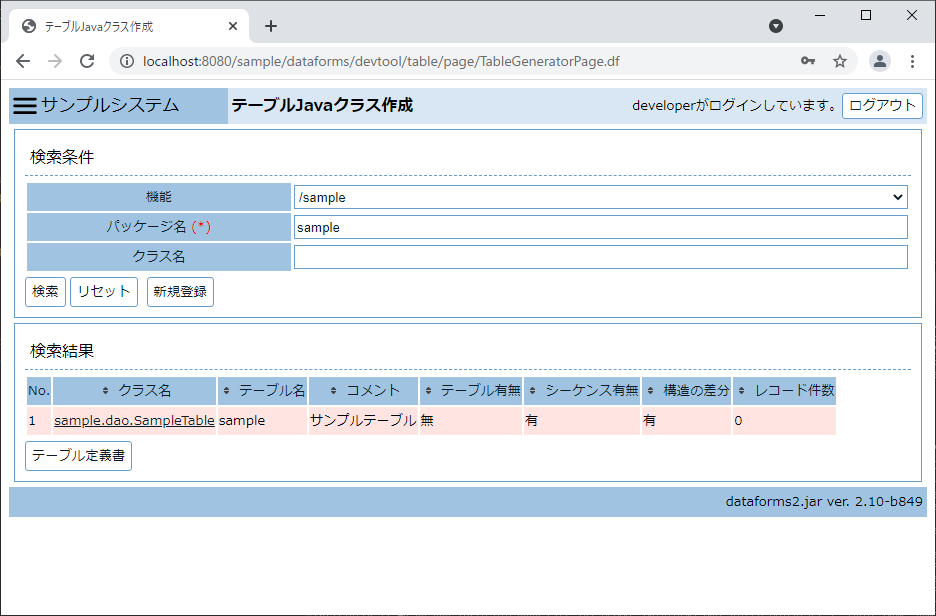 テーブルJavaクラス作成
localhost:8080/sample/dataforms/devtool/table/page/TableGeneratorPage.df
サンプルシステム テーブルJavaクラス作成 developerがログインしています。 ログアウト
検索条件
機能 /sample
パッケージ名 (*) sample
クラス名
検索 リセット 新規登録
検索結果
No. クラス名 テーブル名 コメント テーブル有無 シーケンス有無 構造の差分 レコード件数
1 sample.dao.SampleTable sample サンプルテーブル 無 有 有 0
テーブル定義書
dataforms2.jar ver. 2.10-b849